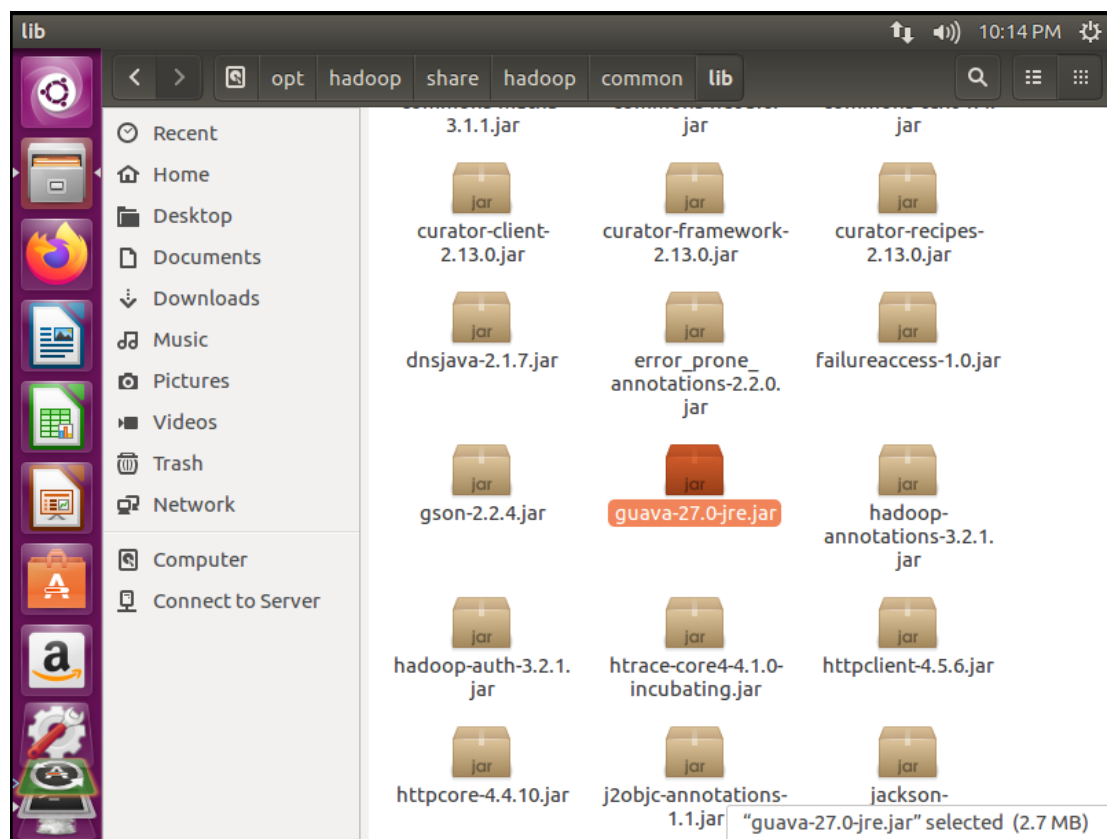 lib
10:14 PM
opt hadoop share hadoop common lib
Recent
Home
Desktop
Documents
Downloads
Music
Pictures
Videos
Trash
Network
Computer
Connect to Server
3.1.1.jar
jar
jar
jar
curator-client-
2.13.0.jar
jar
curator-framework-
2.13.0.jar
jar
curator-recipes-
2.13.0.jar
jar
dnsjava-2.1.7.jar
jar
error_prone_
annotations-2.2.0.
jar
jar
failureaccess-1.0.jar
jar
gson-2.2.4.jar
jar
guava-27.0-jre.jar
jar
hadoop-
annotations-3.2.1.
jar
jar
hadoop-auth-3.2.1.
jar
jar
htrace-core4-4.1.0-
incubating.jar
jar
httpclient-4.5.6.jar
jar
httpcore-4.4.10.jar
jar
j2objc-annotations-
1.1.jar
jar
jackson-
"guava-27.0-jre.jar" selected (2.7 MB)
A
a
A